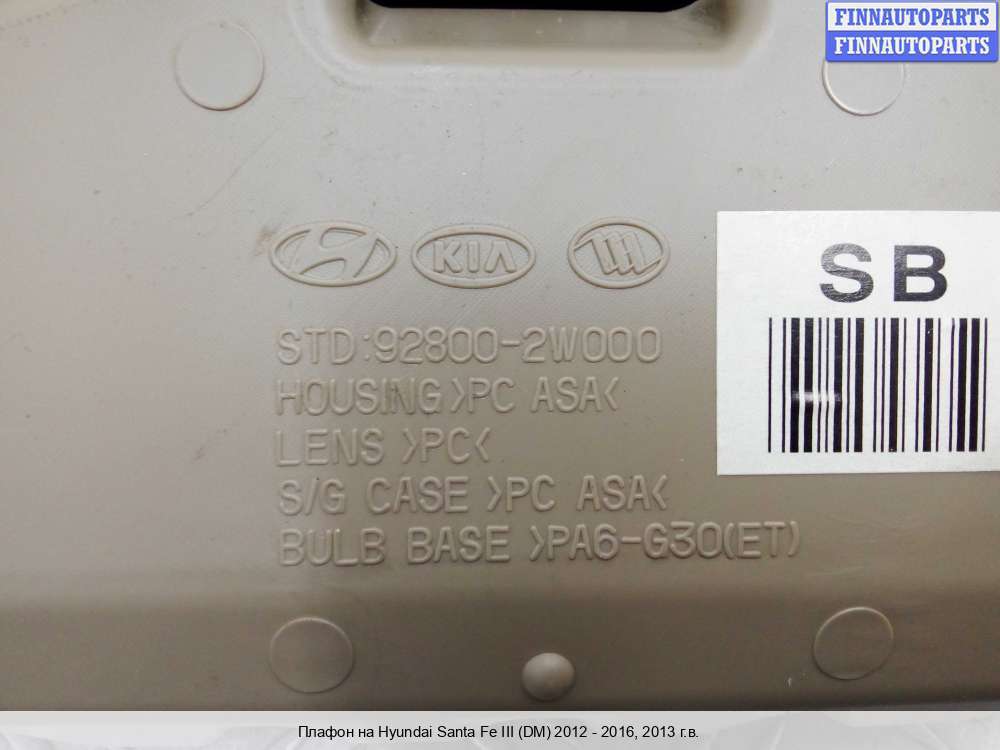 FINNAUTOPARTS
FINNAUTOPARTS
KIA
SB
STD:92800-2W000
HOUSING >PC ASA<
LENS >PC<
S/G CASE >PC ASA<
BULB BASE >PA6-G30(ET)
Плафон на Hyundai Santa Fe III (DM) 2012 - 2016, 2013 г.в.